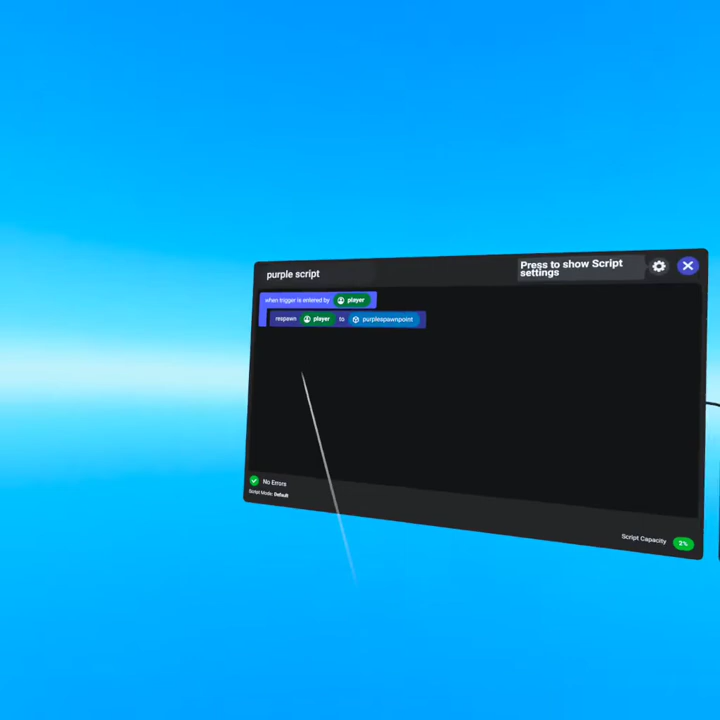 purple script
Press to show Script
settings
when trigger is entered by player
respawn player to purplespawnpoint
No Errors
Script Mode: Default
Script Capacity 2%